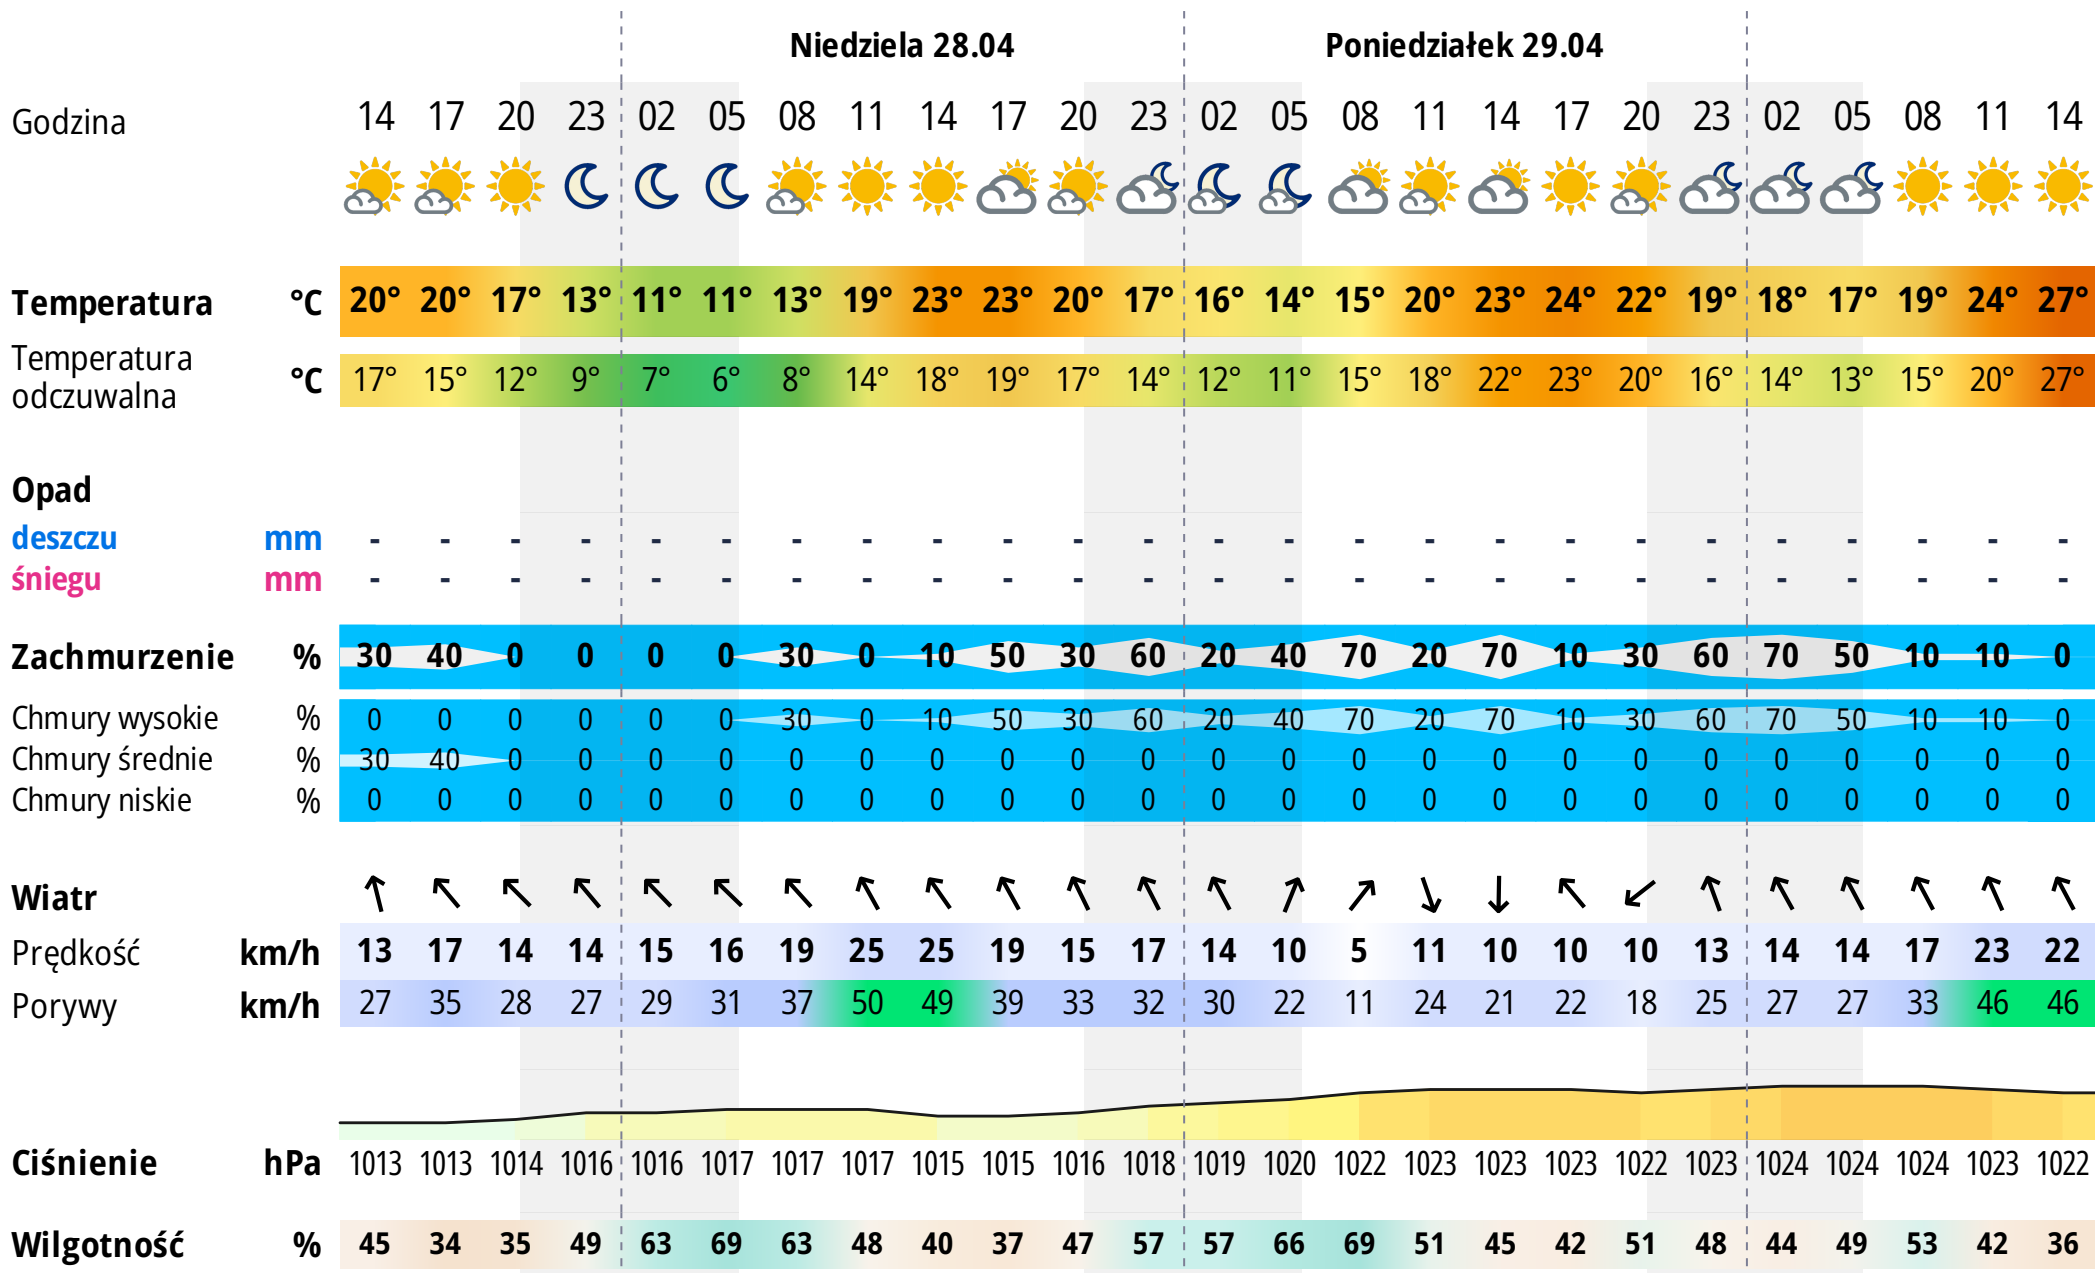 Niedziela 28.04 Poniedziałek 29.04
Godzina 14 17 20 23 02 05 08 11 14 17 20 23 02 05 08 11 14 17 20 23 02 05 08 11 14
Temperatura °C 20° 20° 17° 13° 11° 11° 13° 19° 23° 23° 20° 17° 16° 14° 15° 20° 23° 24° 22° 19° 18° 17° 19° 24° 27°
Temperatura
odczuwalna °C 17° 15° 12° 9° 7° 6° 8° 14° 18° 19° 17° 14° 12° 11° 15° 18° 22° 23° 20° 16° 14° 13° 15° 20° 27°
Opad
deszczu mm - - - - - - - - - - - - - - - - - - - - - - - - -
śniegu mm - - - - - - - - - - - - - - - - - - - - - - - - -
Zachmurzenie % 30 40 0 0 0 0 30 0 10 50 30 60 20 40 70 20 70 10 30 60 70 50 10 10 0
Chmury wysokie % 0 0 0 0 0 0 30 0 10 50 30 60 20 40 70 20 70 10 30 60 70 50 10 10 0
Chmury średnie % 30 40 0 0 0 0 0 0 0 0 0 0 0 0 0 0 0 0 0 0 0 0 0 0 0
Chmury niskie % 0 0 0 0 0 0 0 0 0 0 0 0 0 0 0 0 0 0 0 0 0 0 0 0 0
Wiatr
Prędkość km/h 13 17 14 14 15 16 19 25 25 19 15 17 14 10 5 11 10 10 10 13 14 14 17 23 22
Porywy km/h 27 35 28 27 29 31 37 50 49 39 33 32 30 22 11 24 21 22 18 25 27 27 33 46 46
Ciśnienie hPa 1013 1013 1014 1016 1016 1017 1017 1017 1015 1015 1016 1018 1019 1020 1022 1023 1023 1023 1022 1023 1024 1024 1024 1023 1022
Wilgotność % 45 34 35 49 63 69 63 48 40 37 47 57 57 66 69 51 45 42 51 48 44 49 53 42 36